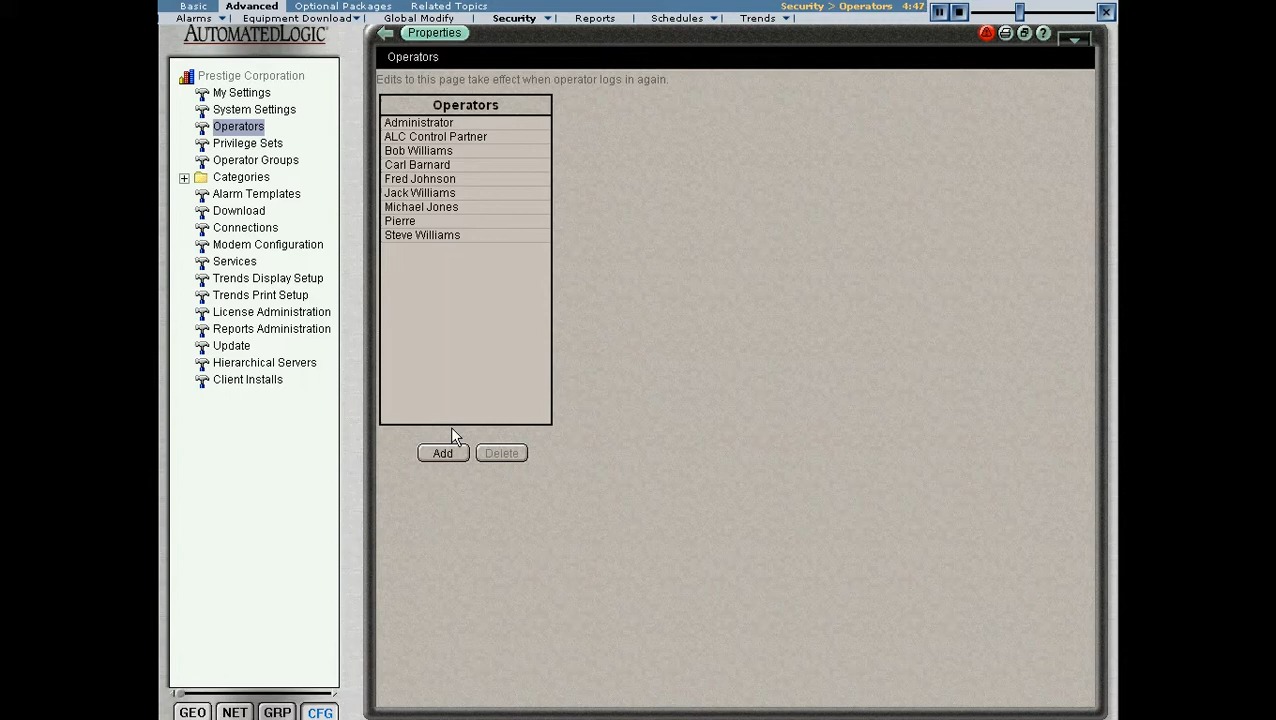 Basic Advanced Optional Packages Related Topics Security > Operators 4:47
Alarms Equipment Download Global Modify Security Reports Schedules Trends
AUTOMATEDLOGIC
Properties ?
Operators
Edits to this page take effect when operator logs in again.
Prestige Corporation
My Settings
System Settings
Operators
Privilege Sets
Operator Groups
Categories
Alarm Templates
Download
Connections
Modem Configuration
Services
Trends Display Setup
Trends Print Setup
License Administration
Reports Administration
Update
Hierarchical Servers
Client Installs
GEO NET GRP CFG
Operators
Administrator
ALC Control Partner
Bob Williams
Carl Barnard
Fred Johnson
Jack Williams
Michael Jones
Pierre
Steve Williams
Add Delete